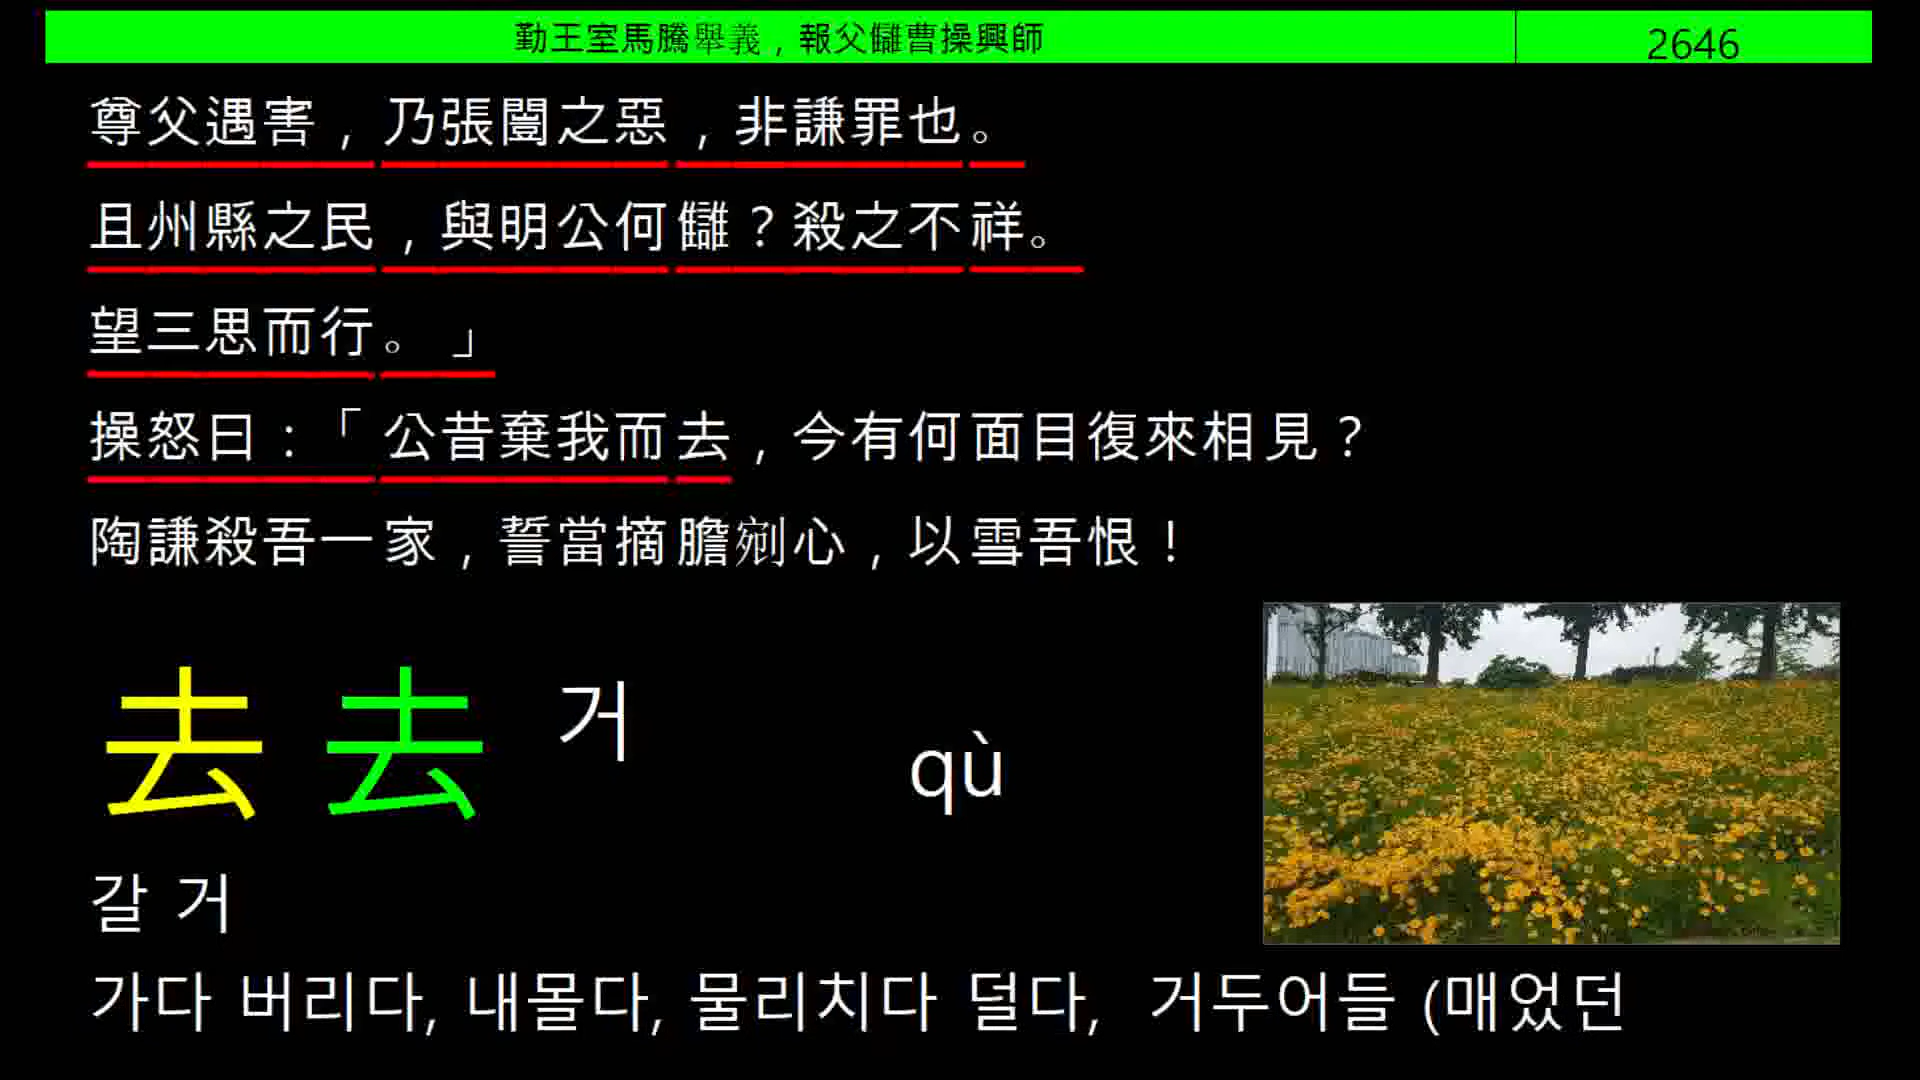 勤王室馬騰舉義，報父讎曹操興師
2646
尊父遇害，乃張闓之惡，非謙罪也。
且州縣之民，與明公何讎？殺之不祥。
望三思而行。」
操怒曰：「公昔棄我而去，今有何面目復來相見？
陶謙殺吾一家，誓當摘膽剜心，以雪吾恨！
去 去 거 qù
갈 거
가다 버리다, 내몰다, 물리치다 덜다, 거두어들 (매었던